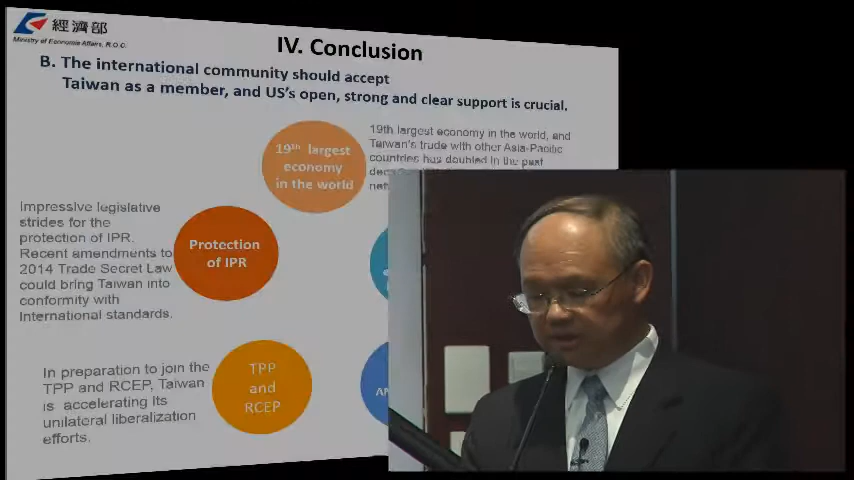 經濟部
Ministry of Economic Affairs, R.O.C.
IV. Conclusion
B. The international community should accept
Taiwan as a member, and US's open, strong and clear support is crucial.
19th largest
economy
in the world
19th largest economy in the world, and
Taiwan's trade with other Asia-Pacific
countries has doubled in the past
Impressive legislative
strides for the
protection of IPR.
Recent amendments to
2014 Trade Secret Law
could bring Taiwan into
conformity with
International standards.
Protection
of IPR
In preparation to join the
TPP and RCEP, Taiwan
is accelerating its
unilateral liberalization
efforts.
TPP
and
RCEP